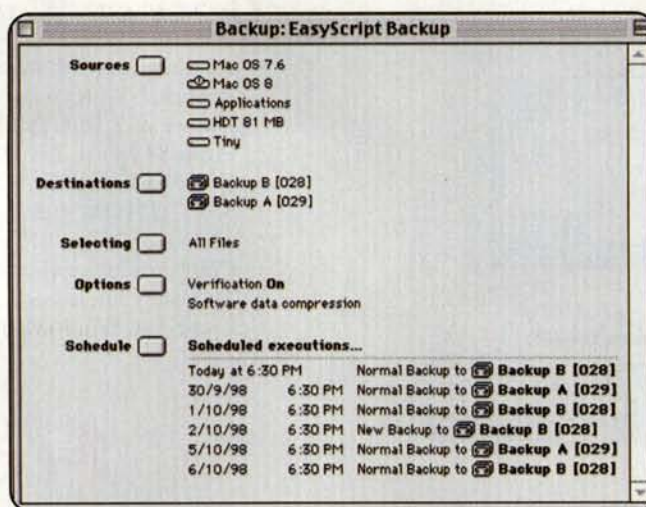 Backup: EasyScript Backup
Sources
Mac OS 7.6
Mac OS 8
Applications
HDT 81 MB
Tiny
Destinations
Backup B [028]
Backup A [029]
Selecting
All Files
Options
Verification On
Software data compression
Schedule
Scheduled executions...
Today at 6:30 PM Normal Backup to Backup B [028]
30/9/98 6:30 PM Normal Backup to Backup A [029]
1/10/98 6:30 PM Normal Backup to Backup B [028]
2/10/98 6:30 PM New Backup to Backup B [028]
5/10/98 6:30 PM Normal Backup to Backup A [029]
6/10/98 6:30 PM Normal Backup to Backup B [028]